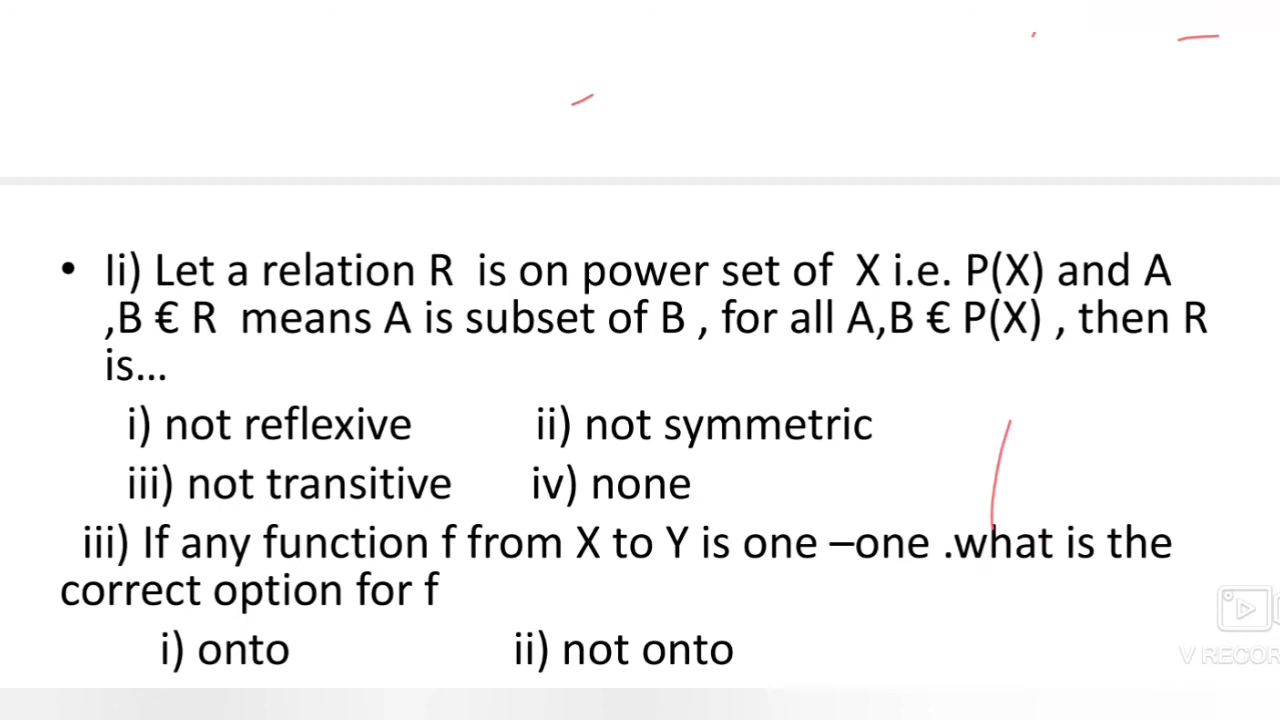 • Ii) Let a relation R is on power set of X i.e. P(X) and A
,B € R means A is subset of B , for all A,B € P(X) , then R
is...
i) not reflexive ii) not symmetric
iii) not transitive iv) none
iii) If any function f from X to Y is one –one .what is the
correct option for f
i) onto ii) not onto
V RECOR